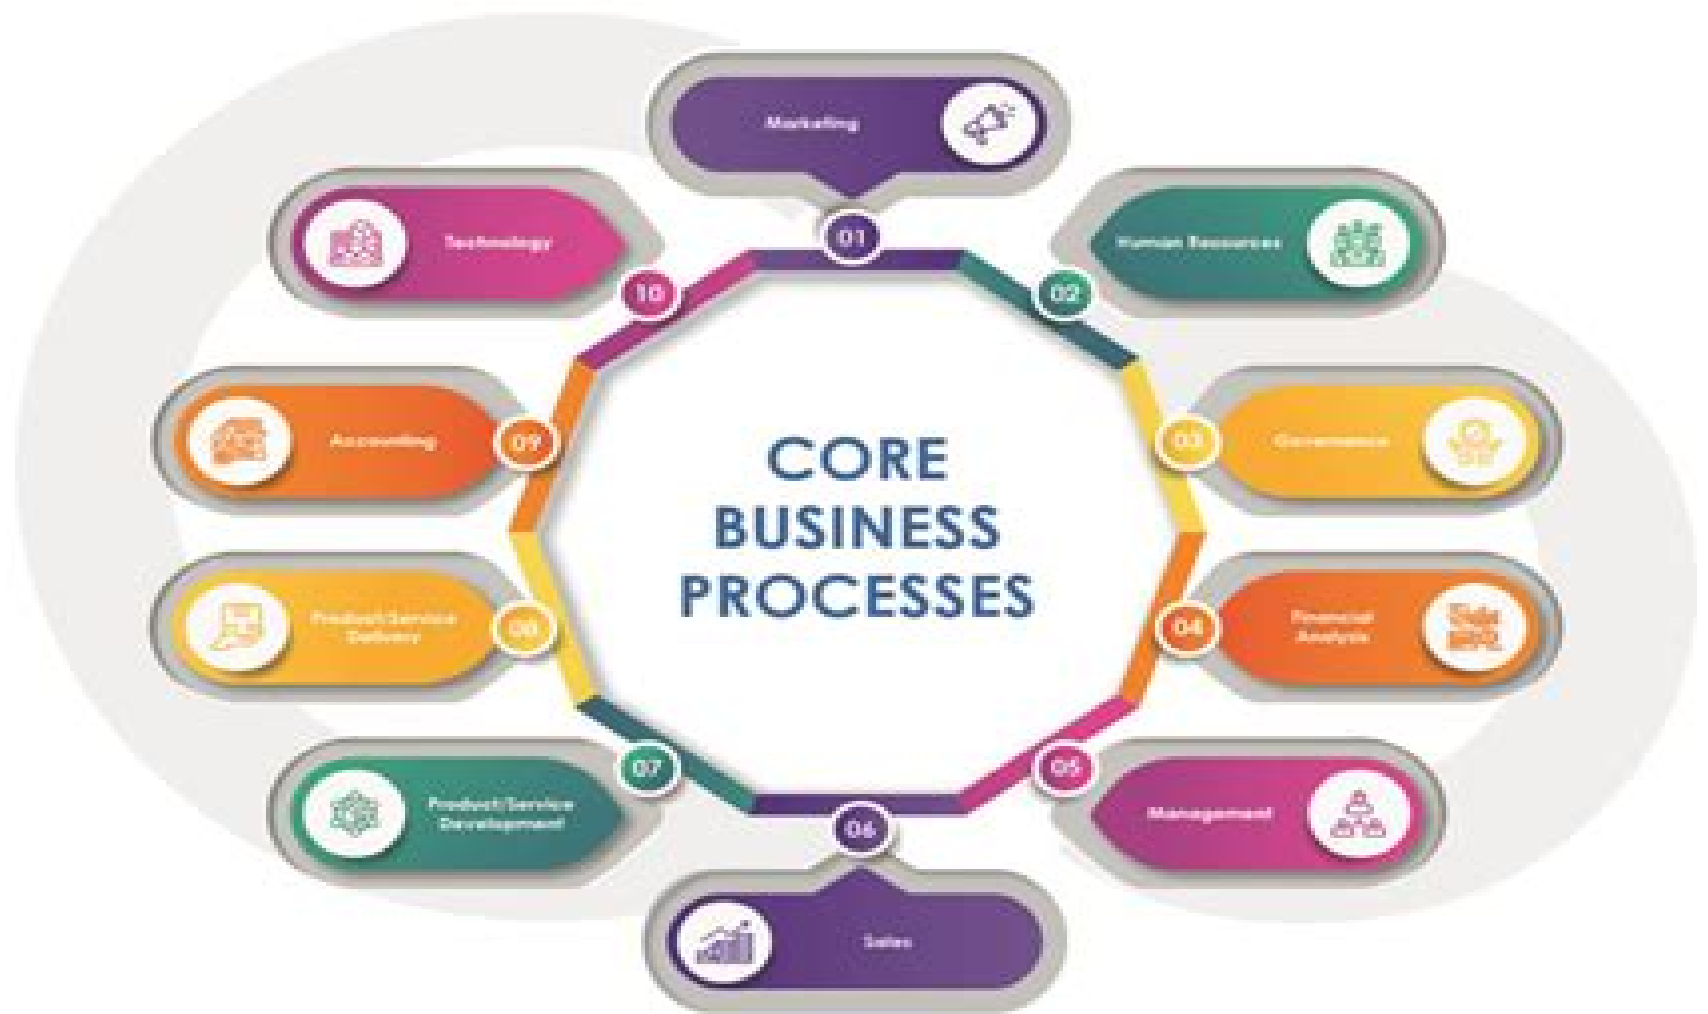 Marketing
01
Human Resources
02
Governance
03
Financial
Analysis
04
Management
05
Sales
06
Product/Service
Development
07
Product/Service
Delivery
08
Accounting
09
Technology
10
CORE
BUSINESS
PROCESSES